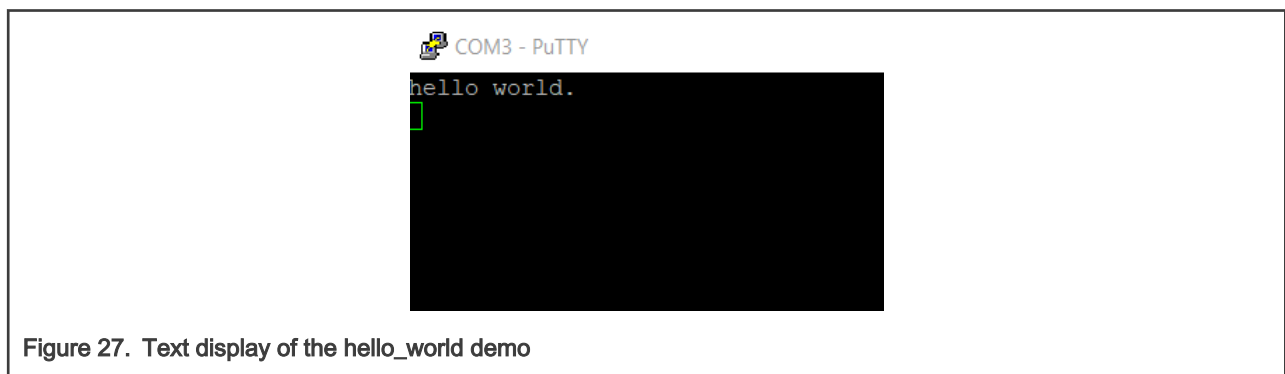 COM3 - PuTTY
hello world.
Figure 27. Text display of the hello_world demo